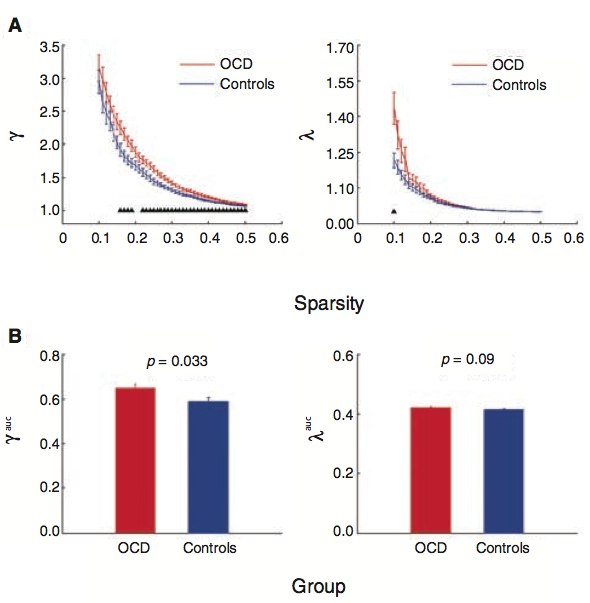 A
3.5
3.0
2.5
2.0
1.5
1.0
γ
OCD
Controls
0
0.1
0.2
0.3
0.4
0.5
0.6
1.70
1.55
1.40
1.25
1.10
0.00
λ
OCD
Controls
0
0.1
0.2
0.3
0.4
0.5
0.6
Sparsity
B
0.8
0.6
0.4
0.2
0.0
γ auc
p = 0.033
OCD
Controls
0.6
0.4
0.2
0.0
λ auc
p = 0.09
OCD
Controls
Group